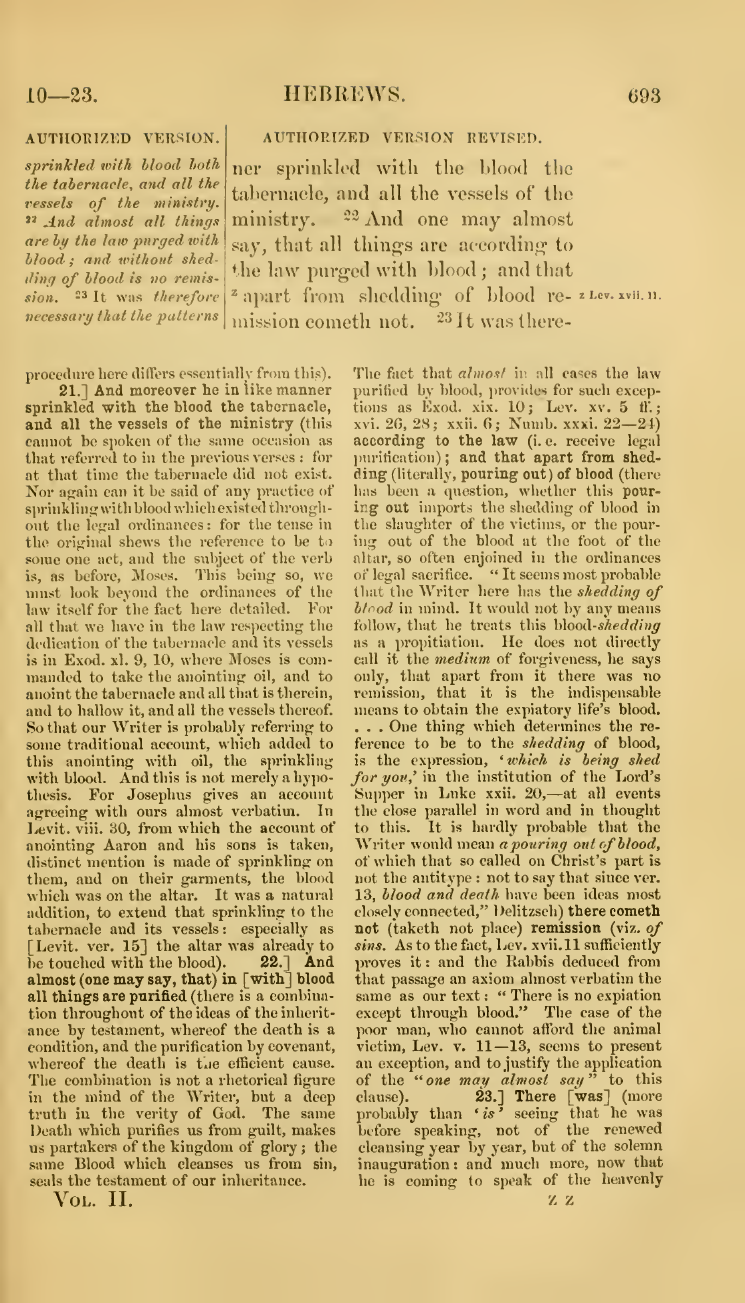 10—23.
HEBREWS.
693
AUTHORIZED VERSION.
sprinkled with blood both
the tabernacle, and all the
vessels of the ministry.
22 And almost all things
are by the law purged with
blood ; and without shed-
ding of blood is no remis-
sion. 23 It was therefore
necessary that the patterns
AUTHORIZED VERSION REVISED.
ner sprinkled with the blood the
tabernacle, and all the vessels of the
ministry. 22 And one may almost
say, that all things are according to
the law purged with blood ; and that
z apart from shedding of blood re-
mission cometh not. 23 It was there-
z Lev. xvii. 11.
procedure here differs essentially from this).
21.] And moreover he in like manner
sprinkled with the blood the tabernacle,
and all the vessels of the ministry (this
cannot be spoken of the same occasion as
that referred to in the previous verses : for
at that time the tabernacle did not exist.
Nor again can it be said of any practice of
sprinkling with blood which existed through-
out the legal ordinances : for the tense in
the original shews the reference to be to
some one act, and the subject of the verb
is, as before, Moses. This being so, we
must look beyond the ordinances of the
law itself for the fact here detailed. For
all that we have in the law respecting the
dedication of the tabernacle and its vessels
is in Exod. xl. 9, 10, where Moses is com-
manded to take the anointing oil, and to
anoint the tabernacle and all that is therein,
and to hallow it, and all the vessels thereof.
So that our Writer is probably referring to
some traditional account, which added to
this anointing with oil, the sprinkling
with blood. And this is not merely a hypo-
thesis. For Josephus gives an account
agreeing with ours almost verbatim. In
Levit. viii. 30, from which the account of
anointing Aaron and his sons is taken,
distinct mention is made of sprinkling on
them, and on their garments, the blood
which was on the altar. It was a natural
addition, to extend that sprinkling to the
tabernacle and its vessels : especially as
[Levit. ver. 15] the altar was already to
be touched with the blood). 22.] And
almost (one may say, that) in [with] blood
all things are purified (there is a combina-
tion throughout of the ideas of the inherit-
ance by testament, whereof the death is a
condition, and the purification by covenant,
whereof the death is the efficient cause.
The combination is not a rhetorical figure
in the mind of the Writer, but a deep
truth in the verity of God. The same
Death which purifies us from guilt, makes
us partakers of the kingdom of glory ; the
same Blood which cleanses us from sin,
seals the testament of our inheritance.
The fact that almost in all cases the law
purified by blood, provides for such excep-
tions as Exod. xix. 10 ; Lev. xv. 5 ff. ;
xvi. 26, 28 ; xxii. 6 ; Numb. xxxi. 22—24)
according to the law (i. e. receive legal
purification) ; and that apart from shed-
ding (literally, pouring out) of blood (there
has been a question, whether this pour-
ing out imports the shedding of blood in
the slaughter of the victims, or the pour-
ing out of the blood at the foot of the
altar, so often enjoined in the ordinances
of legal sacrifice. " It seems most probable
that the Writer here has the shedding of
blood in mind. It would not by any means
follow, that he treats this blood-shedding
as a propitiation. He does not directly
call it the medium of forgiveness, he says
only, that apart from it there was no
remission, that it is the indispensable
means to obtain the expiatory life's blood.
. . . One thing which determines the re-
ference to be to the shedding of blood,
is the expression, ' which is being shed
for you,' in the institution of the Lord's
Supper in Luke xxii. 20,—at all events
the close parallel in word and in thought
to this. It is hardly probable that the
Writer would mean a pouring out of blood,
of which that so called on Christ's part is
not the antitype : not to say that since ver.
13, blood and death have been ideas most
closely connected," Delitzsch) there cometh
not (taketh not place) remission (viz. of
sins. As to the fact, Lev. xvii. 11 sufficiently
proves it : and the Rabbis deduced from
that passage an axiom almost verbatim the
same as our text : " There is no expiation
except through blood." The case of the
poor man, who cannot afford the animal
victim, Lev. v. 11—13, seems to present
an exception, and to justify the application
of the " one may almost say " to this
clause). 23.] There [was] (more
probably than ' is ' seeing that he was
before speaking, not of the renewed
cleansing year by year, but of the solemn
inauguration : and much more, now that
he is coming to speak of the heavenly
VOL. II.
Z Z